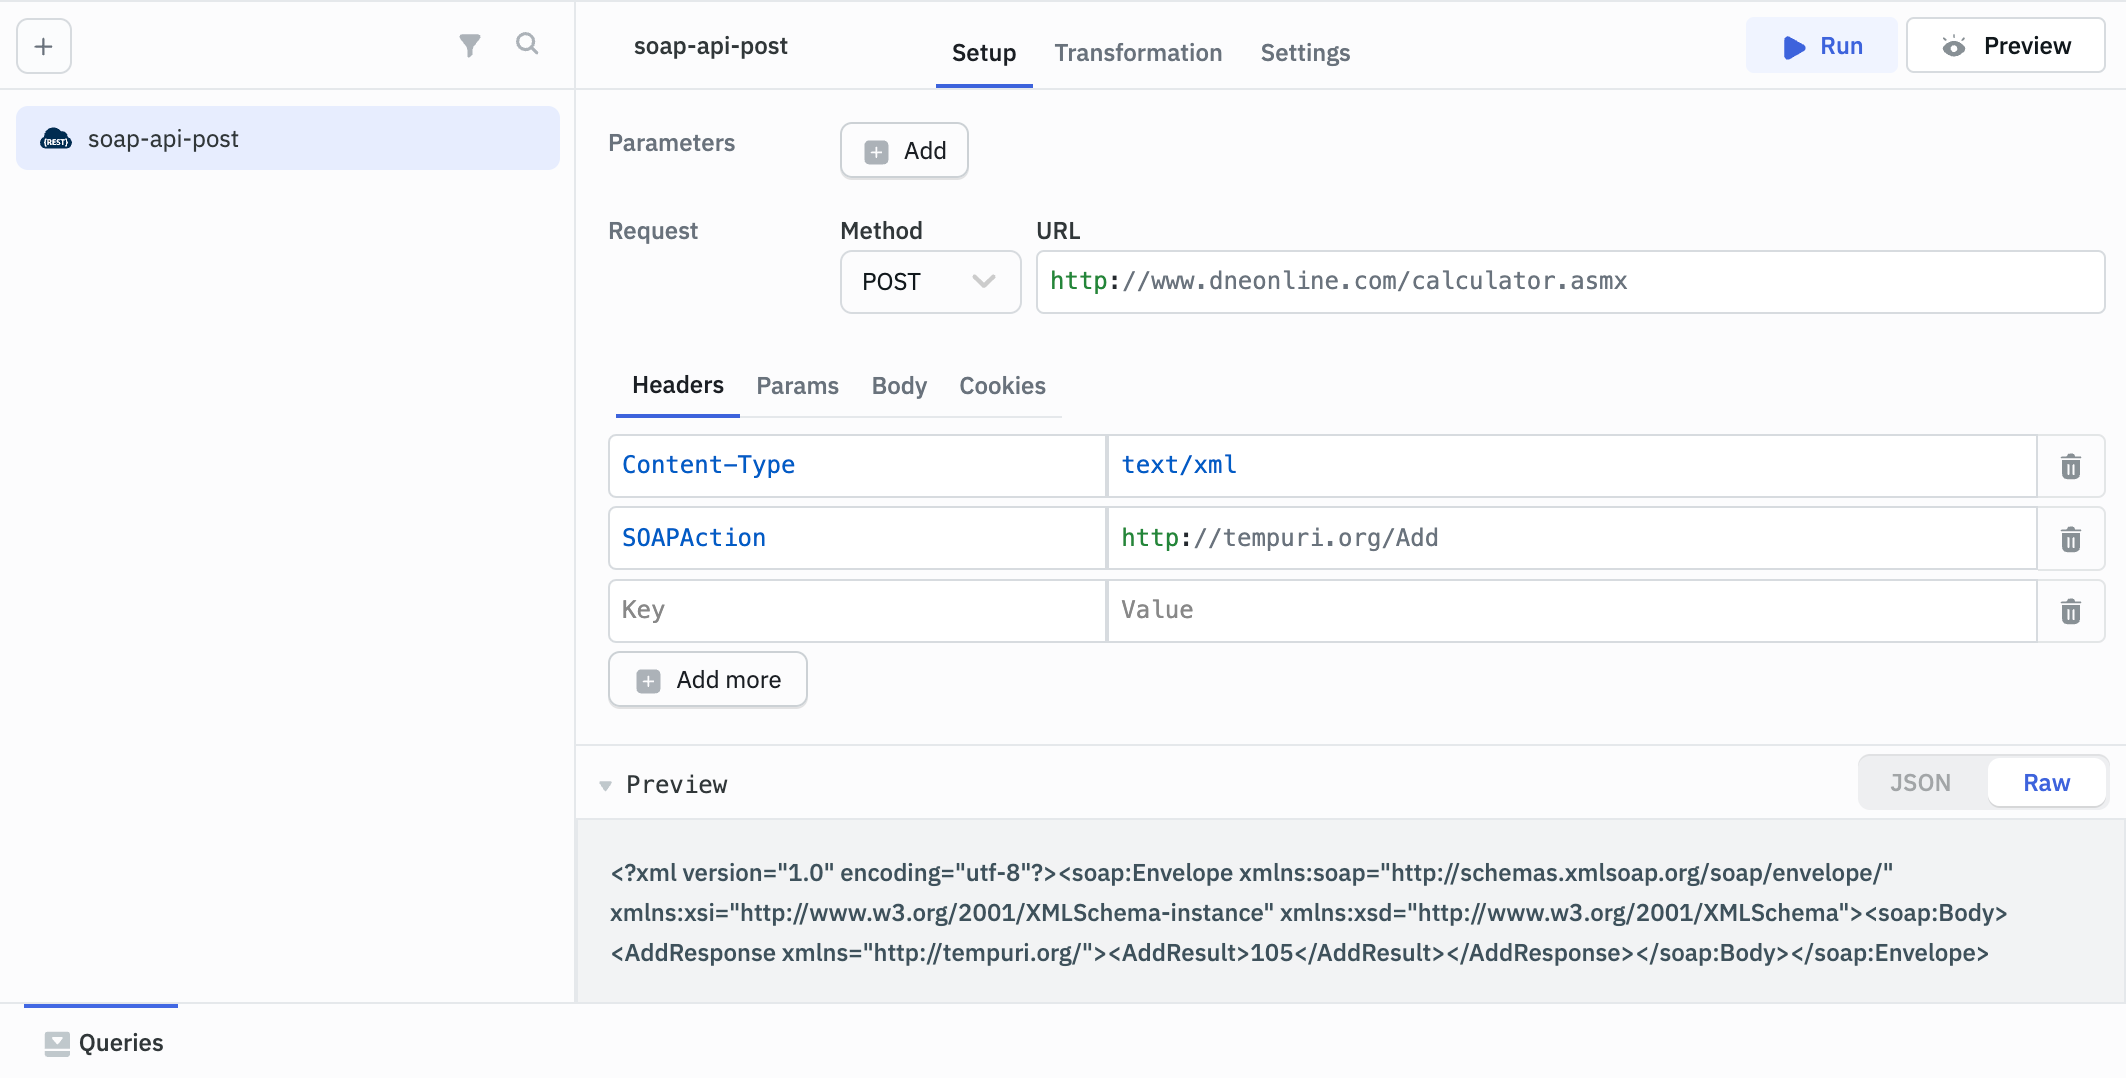 soap-api-post
Setup
Transformation
Settings
Run
Preview
{REST}
soap-api-post
Parameters
Add
Request
Method
URL
POST
http://www.dneonline.com/calculator.asmx
Headers
Params
Body
Cookies
Content-Type
text/xml
SOAPAction
http://tempuri.org/Add
Key
Value
Add more
Preview
JSON
Raw
<?xml version="1.0" encoding="utf-8"?><soap:Envelope xmlns:soap="http://schemas.xmlsoap.org/soap/envelope/"
xmlns:xsi="http://www.w3.org/2001/XMLSchema-instance" xmlns:xsd="http://www.w3.org/2001/XMLSchema"><soap:Body>
<AddResponse xmlns="http://tempuri.org/"><AddResult>105</AddResult></AddResponse></soap:Body></soap:Envelope>
Queries